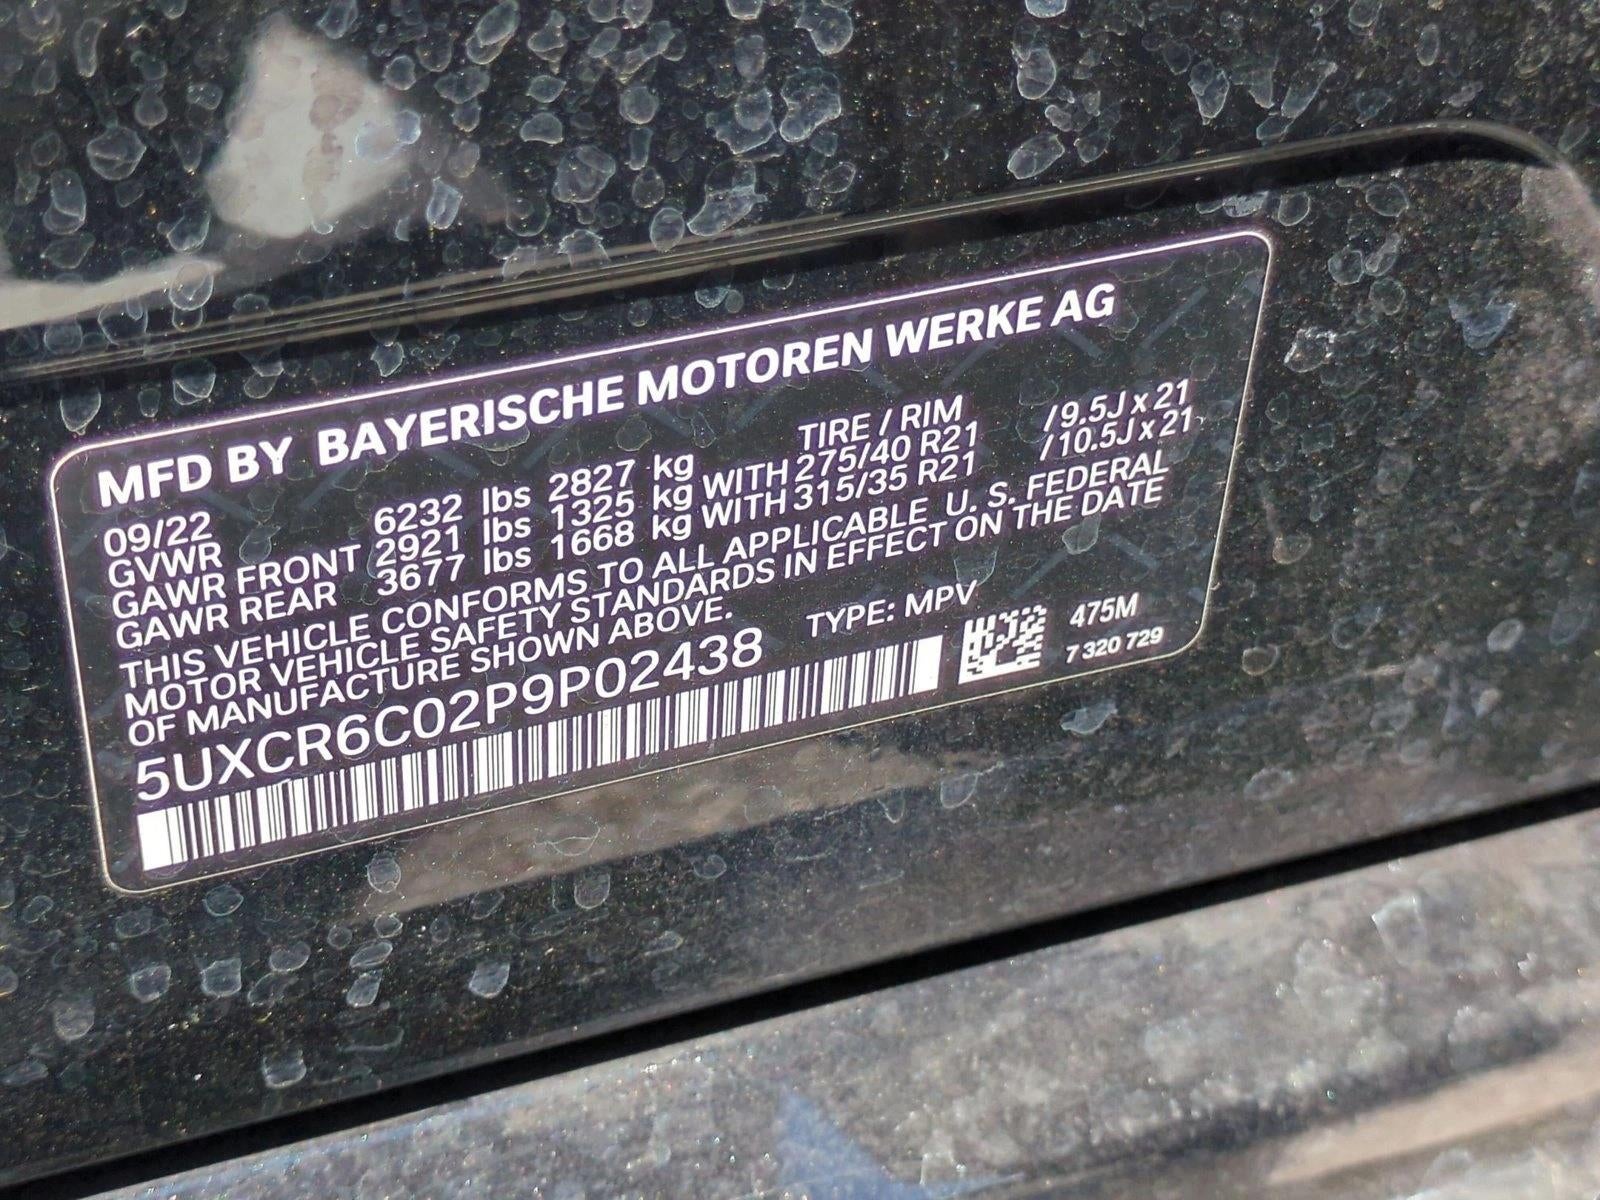 MFD BY BAYERISCHE MOTOREN WERKE AG
09/22 TIRE / RIM
GVWR 6232 lbs 2827 kg
GAWR FRONT 2921 lbs 1325 kg WITH 275/40 R21 /9.5J x 21
GAWR REAR 3677 lbs 1668 kg WITH 315/35 R21 /10.5J x 21
THIS VEHICLE CONFORMS TO ALL APPLICABLE U. S. FEDERAL
MOTOR VEHICLE SAFETY STANDARDS IN EFFECT ON THE DATE
OF MANUFACTURE SHOWN ABOVE.
5UXCR6C02P9P02438 TYPE: MPV 475M
7 320 729